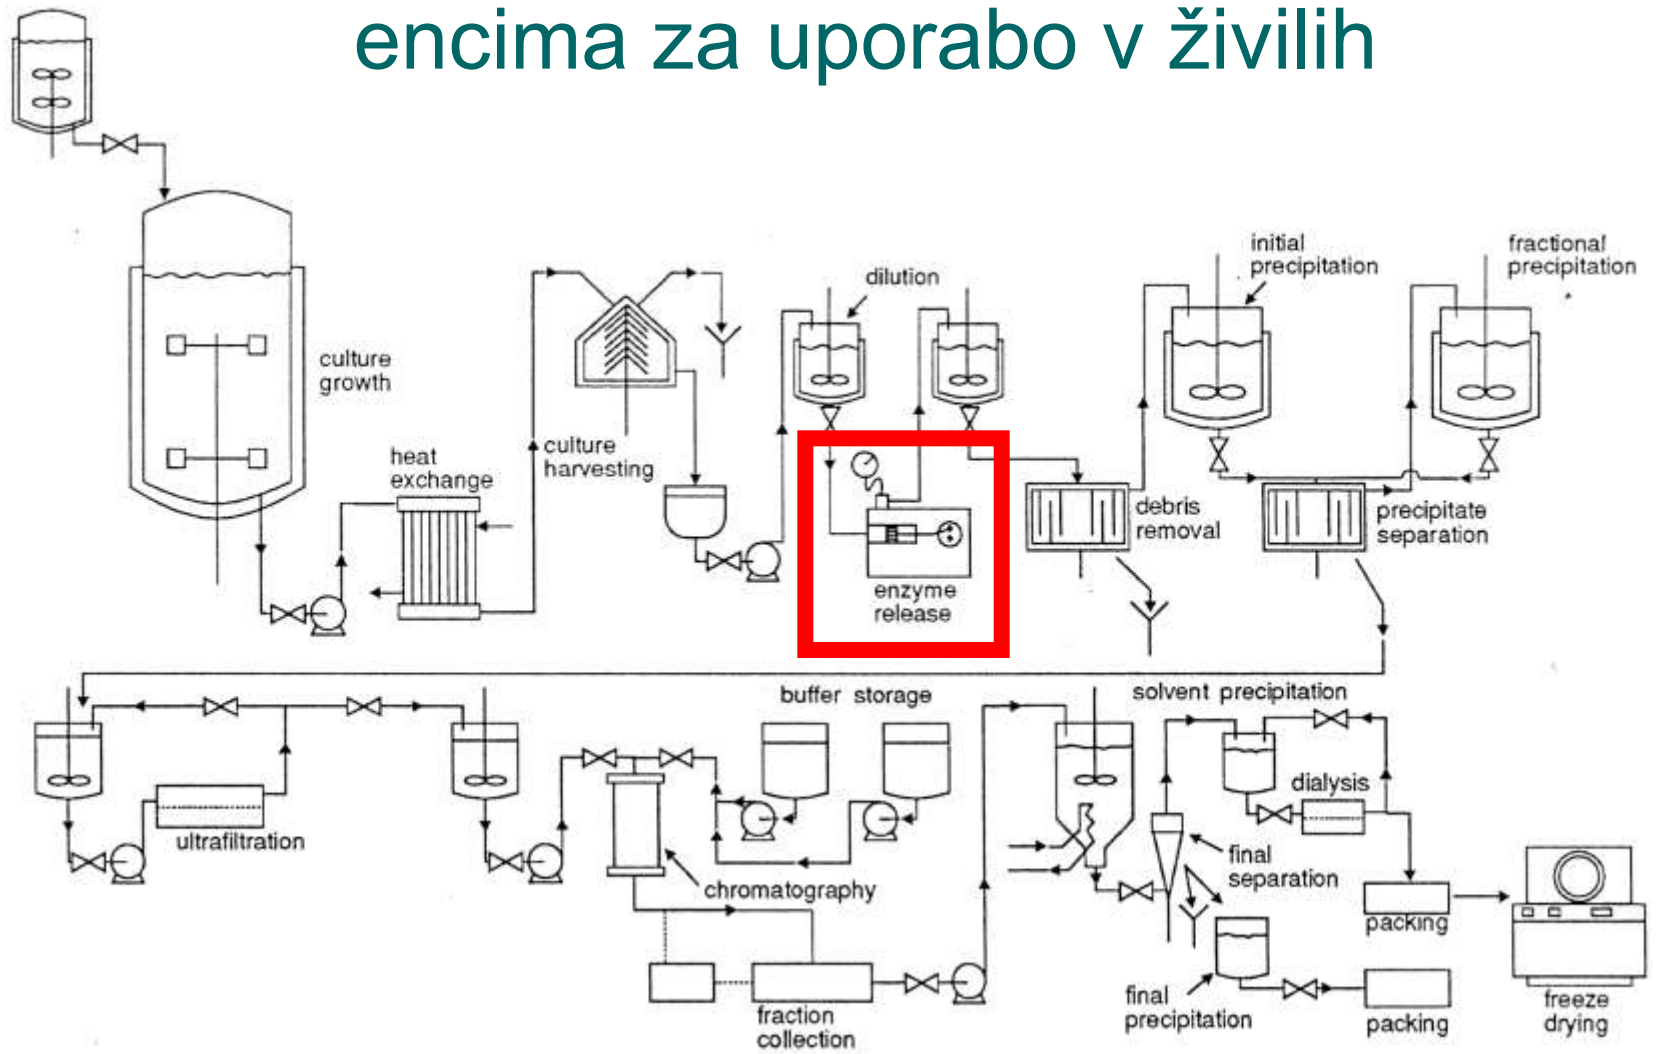 encima za uporabo v živilih
initial
precipitation
fractional
precipitation
dilution
culture
growth
heat
exchange
culture
harvesting
enzyme
release
debris
removal
precipitate
separation
buffer storage
solvent precipitation
ultrafiltration
dialysis
chromatography
final
separation
packing
fraction
collection
final
precipitation
packing
freeze
drying